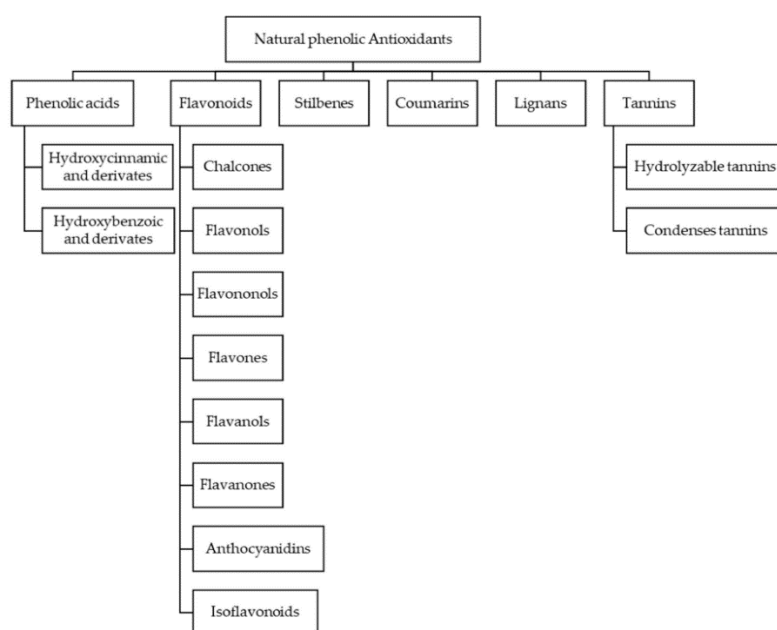 Natural phenolic Antioxidants
Phenolic acids
Flavonoids
Stilbenes
Coumarins
Lignans
Tannins
Hydroxycinnamic
and derivates
Hydroxybenzoic
and derivates
Chalcones
Flavonols
Flavononols
Flavones
Flavanols
Flavanones
Anthocyanidins
Isoflavonoids
Hydrolyzable tannins
Condenses tannins